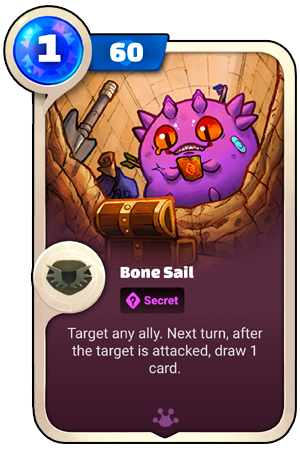 1
60
Bone Sail
Secret
Target any ally. Next turn, after
the target is attacked, draw 1
card.